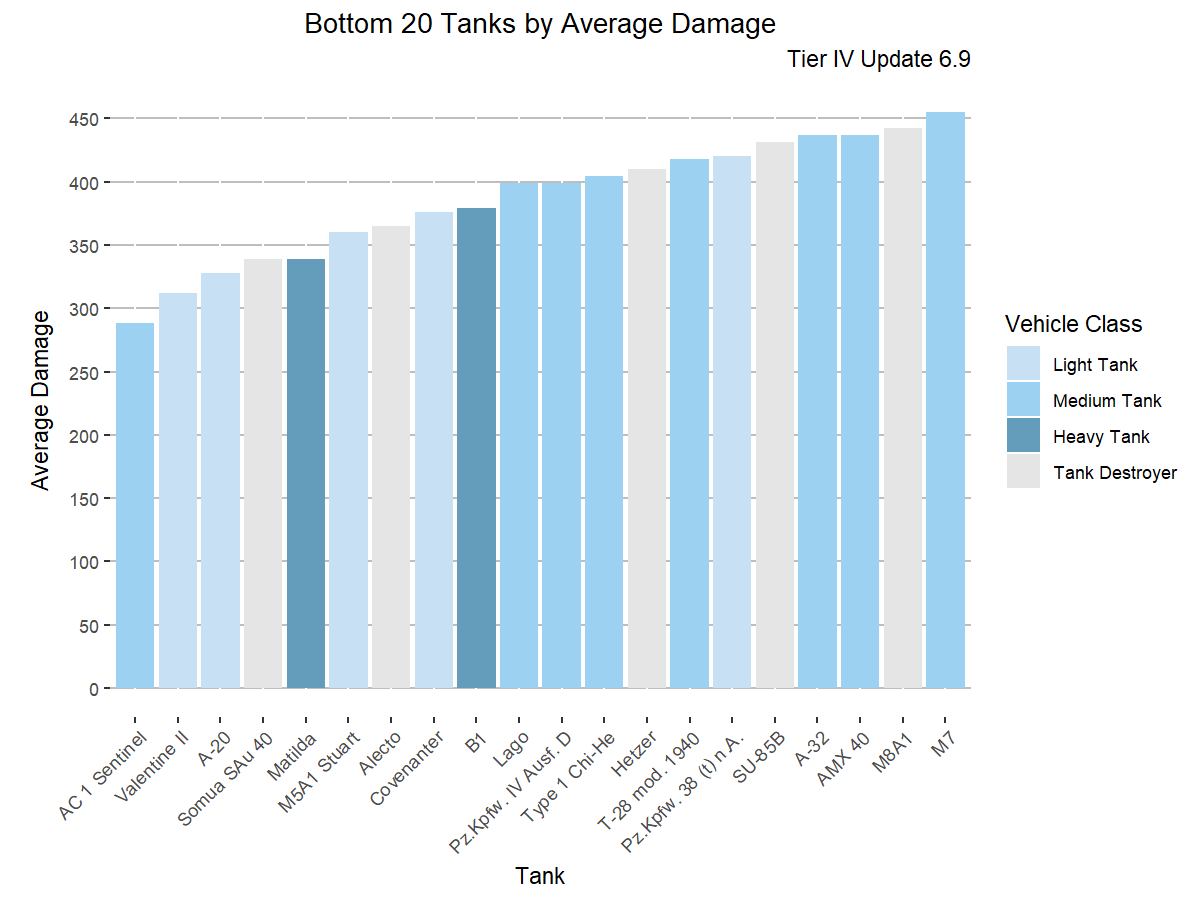 Bottom 20 Tanks by Average Damage
Tier IV Update 6.9
Average Damage
450
400
350
300
250
200
150
100
50
0
AC 1 Sentinel
Valentine II
A-20
Somua SAu 40
Matilda
M5A1 Stuart
Alecto
Covenanter
B1
Lago
Pz.Kpfw. IV Ausf. D
Type 1 Chi-He
Hetzer
T-28 mod. 1940
Pz.Kpfw. 38 (t) n.A.
SU-85B
A-32
AMX 40
M8A1
M7
Tank
Vehicle Class
Light Tank
Medium Tank
Heavy Tank
Tank Destroyer